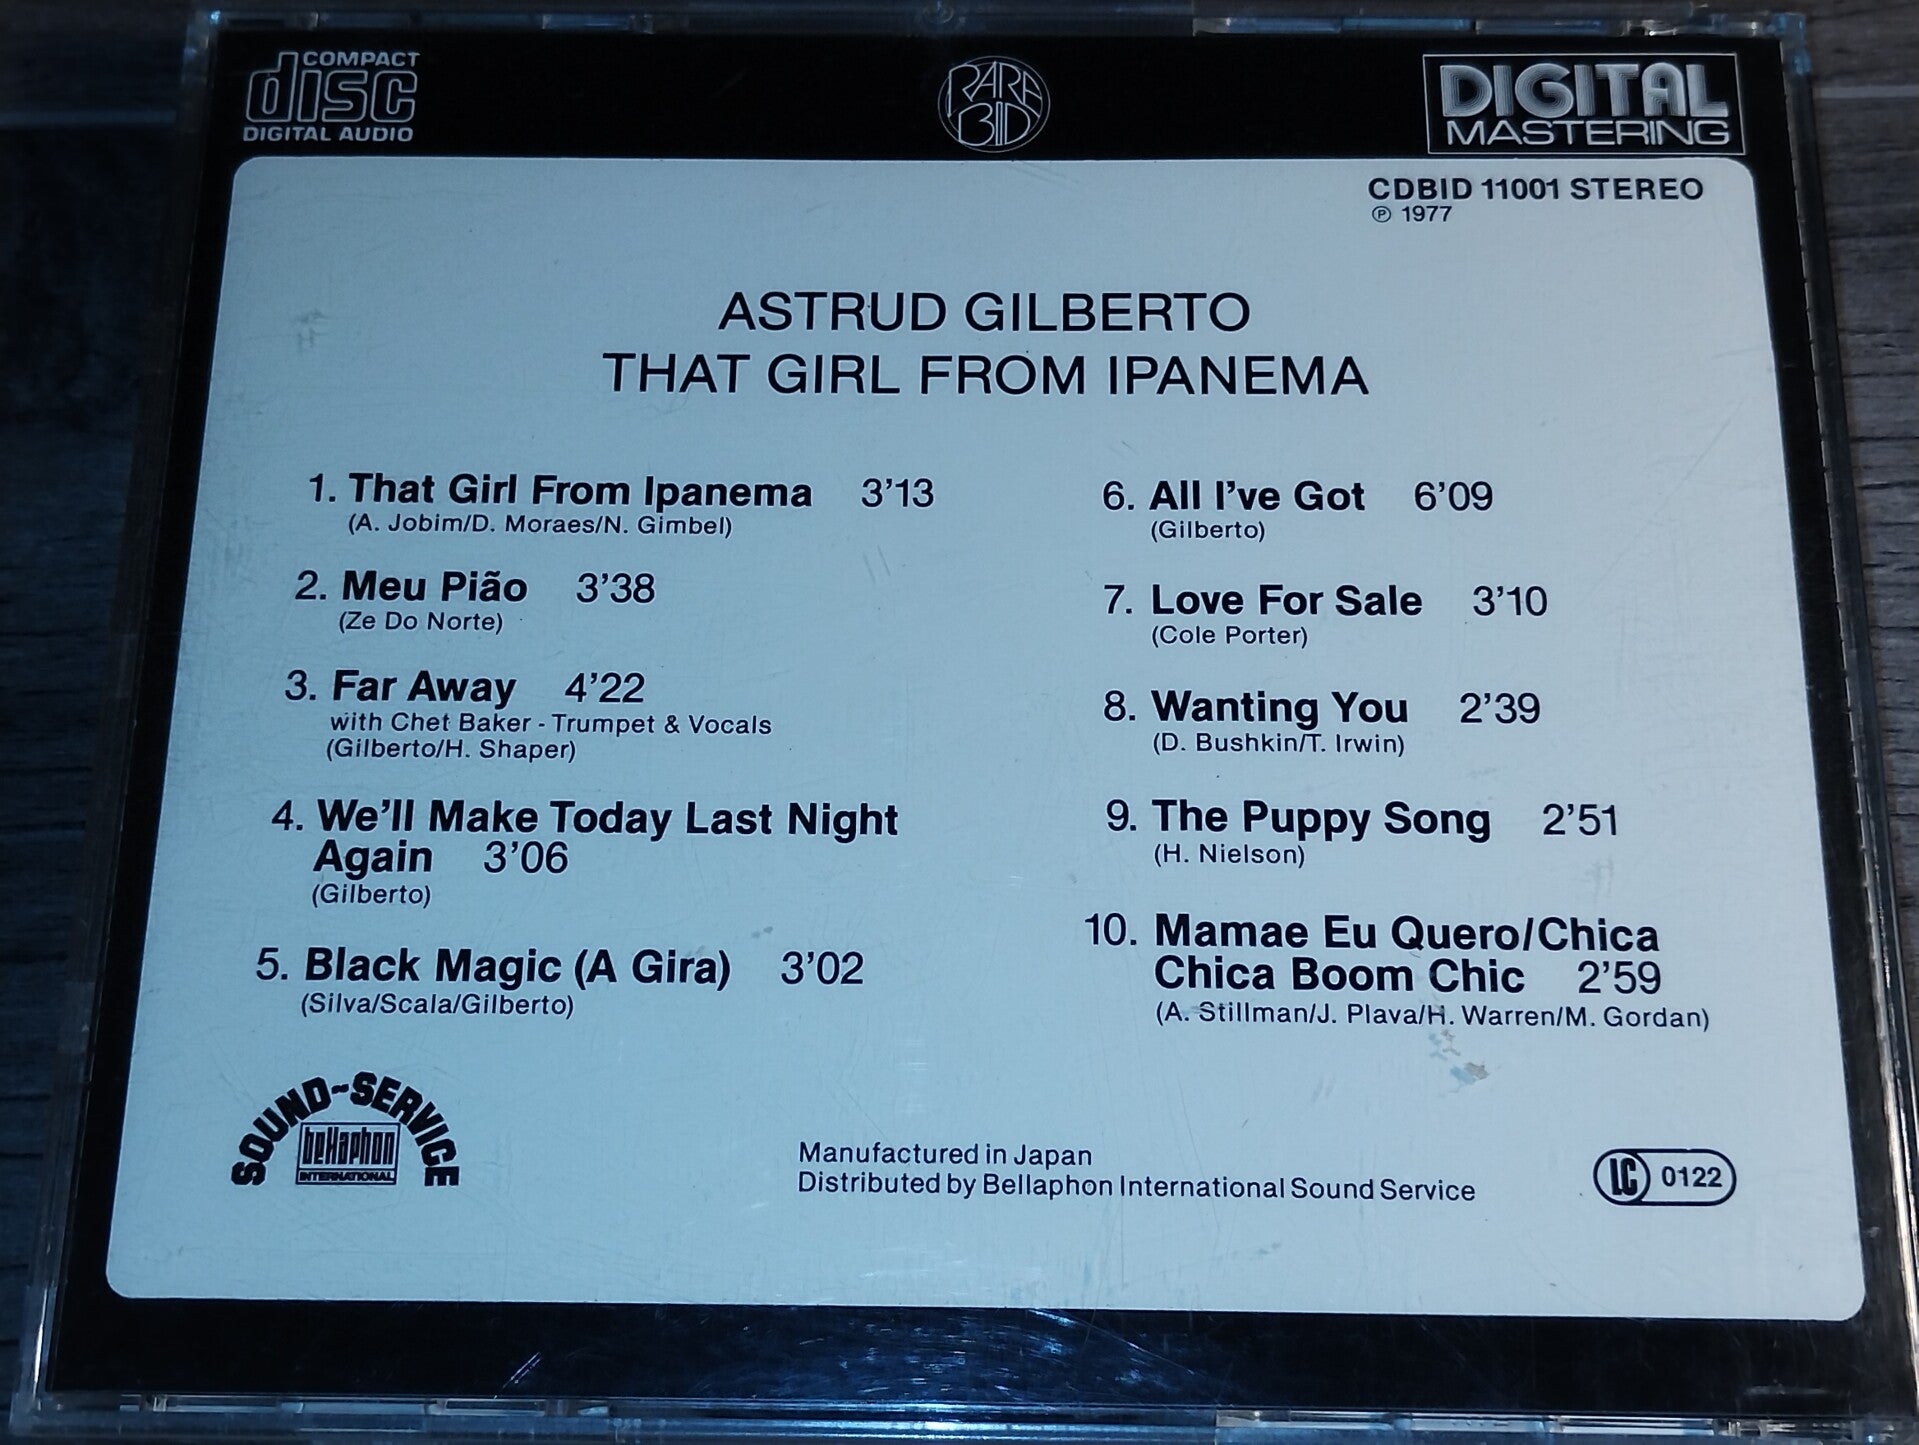 COMPACT
disc
DIGITAL AUDIO
RARA
BID
DIGITAL
MASTERING
CDBID 11001 STEREO
℗ 1977
ASTRUD GILBERTO
THAT GIRL FROM IPANEMA
1. That Girl From Ipanema 3'13
(A. Jobim/D. Moraes/N. Gimbel)
2. Meu Pião 3'38
(Ze Do Norte)
3. Far Away 4'22
with Chet Baker - Trumpet & Vocals
(Gilberto/H. Shaper)
4. We'll Make Today Last Night
Again 3'06
(Gilberto)
5. Black Magic (A Gira) 3'02
(Silva/Scala/Gilberto)
6. All I've Got 6'09
(Gilberto)
7. Love For Sale 3'10
(Cole Porter)
8. Wanting You 2'39
(D. Bushkin/T. Irwin)
9. The Puppy Song 2'51
(H. Nielson)
10. Mamae Eu Quero/Chica
Chica Boom Chic 2'59
(A. Stillman/J. Plava/H. Warren/M. Gordan)
SOUND-SERVICE
bellaphon
INTERNATIONAL
Manufactured in Japan
Distributed by Bellaphon International Sound Service
LC 0122